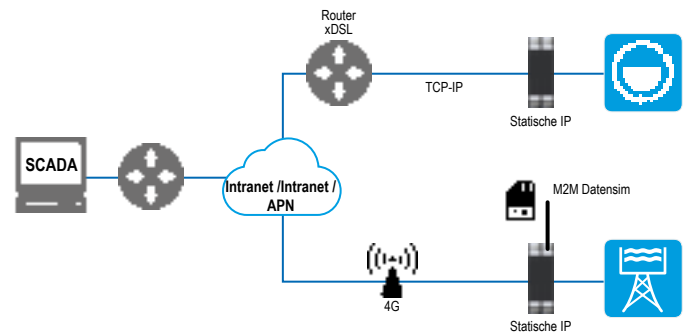 Router
xDSL
TCP-IP
Statische IP
SCADA
Intranet /Intranet /
APN
M2M Datensim
4G
Statische IP